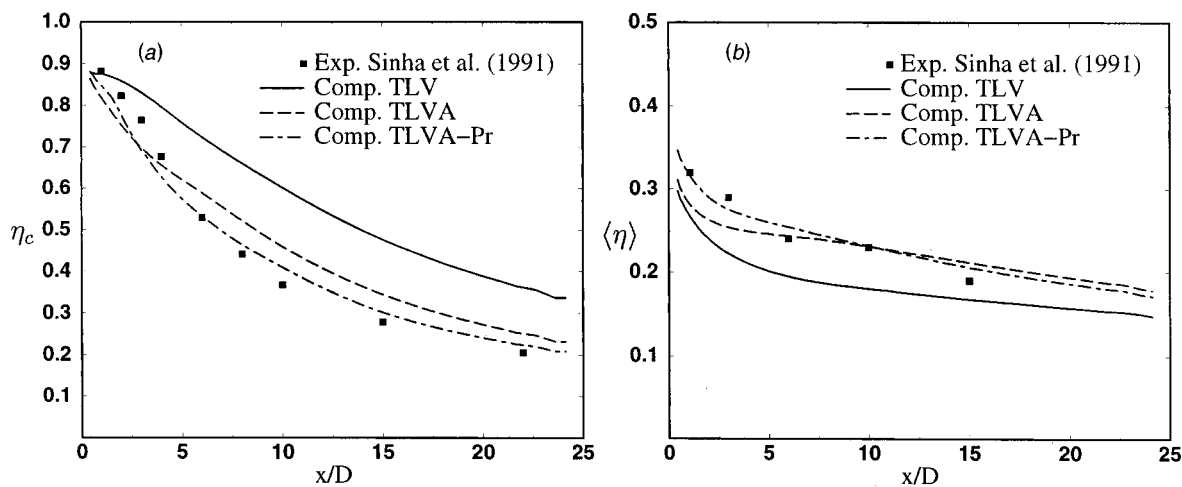 1.0
0.9
0.8
0.7
0.6
0.5
0.4
0.3
0.2
0.1
ηc
(a)
Exp. Sinha et al. (1991)
Comp. TLV
Comp. TLVA
Comp. TLVA-Pr
0 5 10 15 20 25
x/D
0.5
0.4
0.3
0.2
0.1
⟨η⟩
(b)
Exp. Sinha et al. (1991)
Comp. TLV
Comp. TLVA
Comp. TLVA-Pr
0 5 10 15 20 25
x/D